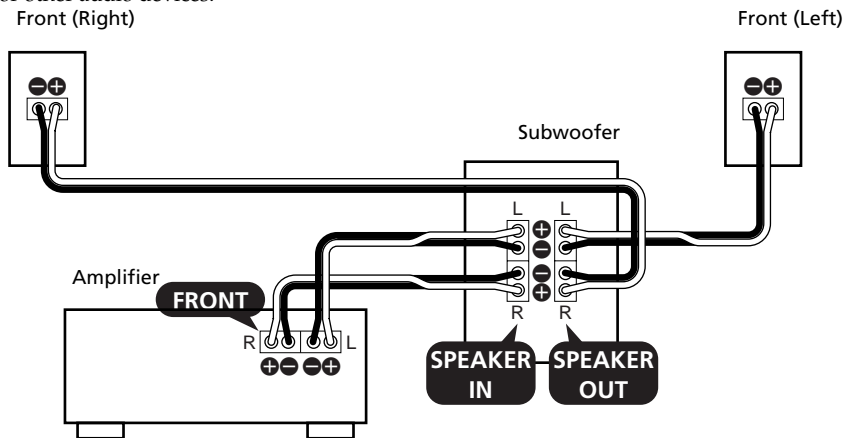 or other audio devices.
Front (Right)
Front (Left)
Subwoofer
L L
Amplifier
FRONT
R L
R R
SPEAKER IN
SPEAKER OUT